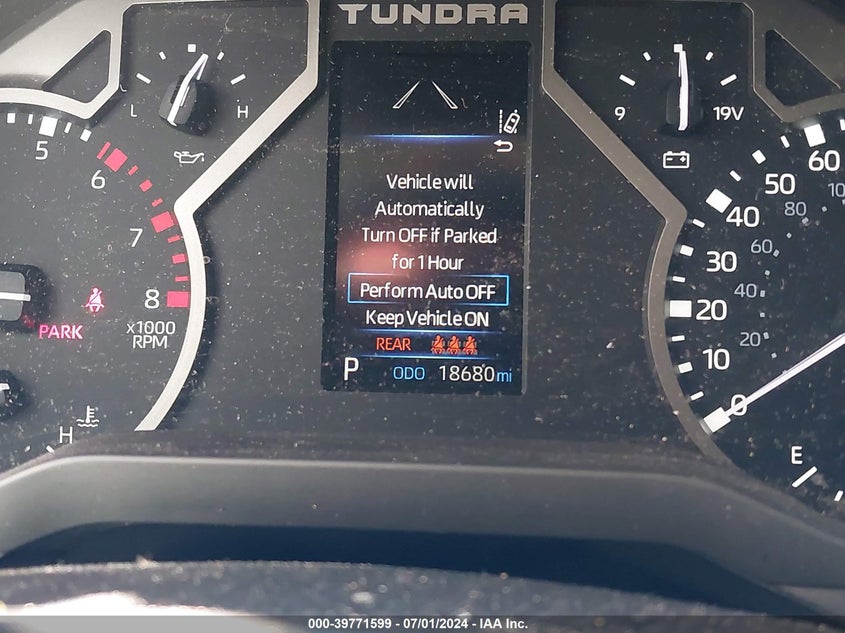 TUNDRA
L H
9 19V
5
6
7
8
x1000
RPM
PARK
H
Vehicle will
Automatically
Turn OFF if Parked
for 1 Hour
Perform Auto OFF
Keep Vehicle ON
REAR
P ODO 18680 mi
60
50
40
30
20
10
0
80
60
40
20
E
000-39771599 - 07/01/2024 - IAA Inc.